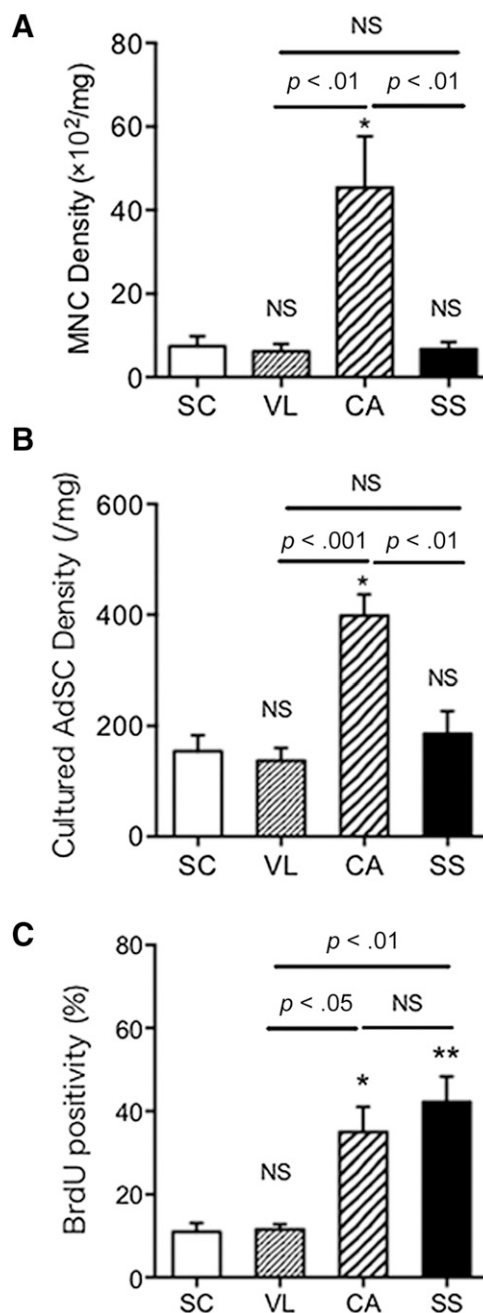 A
NS
p < .01 p < .01
*
MNC Density (×10²/mg)
80
60
40
20
0
NS
NS
SC VL CA SS
B
NS
p < .001 p < .01
*
Cultured AdSC Density (/mg)
600
400
200
0
NS
NS
SC VL CA SS
C
p < .01
p < .05 NS
*
**
BrdU positivity (%)
80
60
40
20
0
NS
SC VL CA SS